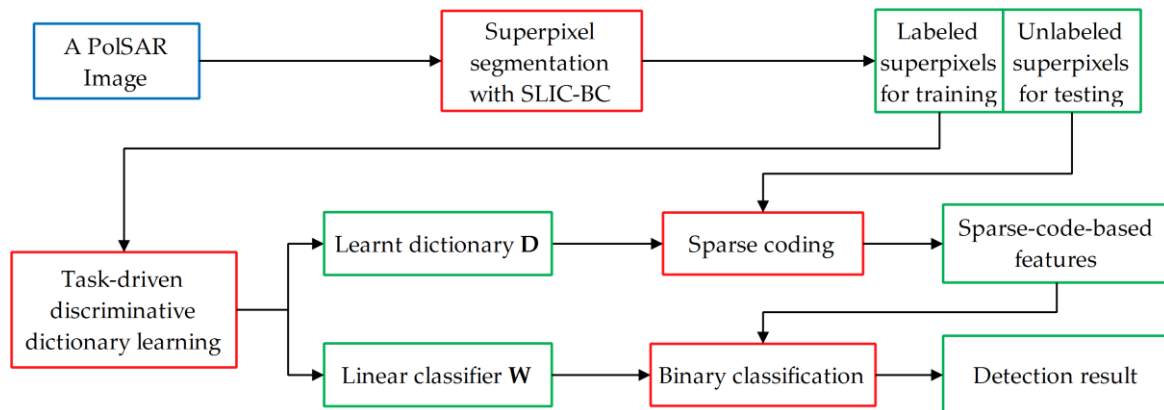 A PolSAR
Image
Superpixel
segmentation
with SLIC-BC
Labeled
superpixels
for training
Unlabeled
superpixels
for testing
Task-driven
discriminative
dictionary learning
Learnt dictionary D
Sparse coding
Sparse-code-based
features
Linear classifier W
Binary classification
Detection result